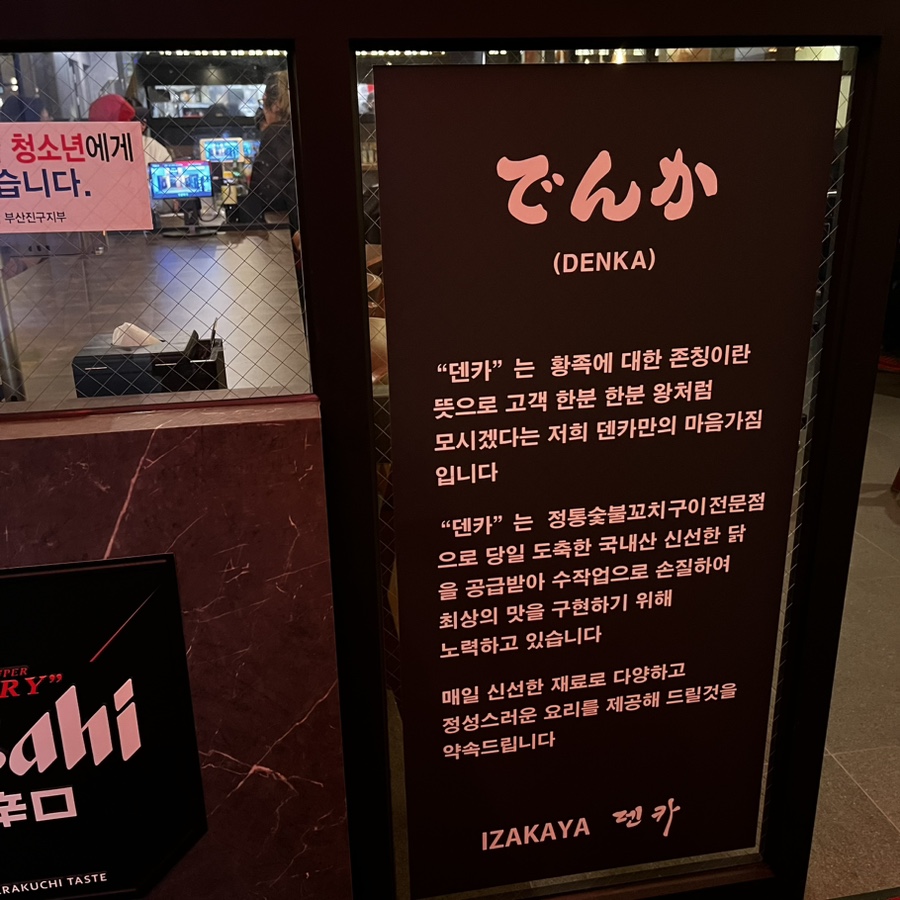 청소년에게
습니다.
부산진구지부
でんか
(DENKA)
“덴카” 는 황족에 대한 존칭이란
뜻으로 고객 한분 한분 왕처럼
모시겠다는 저희 덴카만의 마음가짐
입니다
“덴카” 는 정통숯불꼬치구이전문점
으로 당일 도축한 국내산 신선한 닭
을 공급받아 수작업으로 손질하여
최상의 맛을 구현하기 위해
노력하고 있습니다
매일 신선한 재료로 다양하고
정성스러운 요리를 제공해 드릴것을
약속드립니다
IZAKAYA 덴카
PER
RY”
ahi
辛口
RAKUCHI TASTE